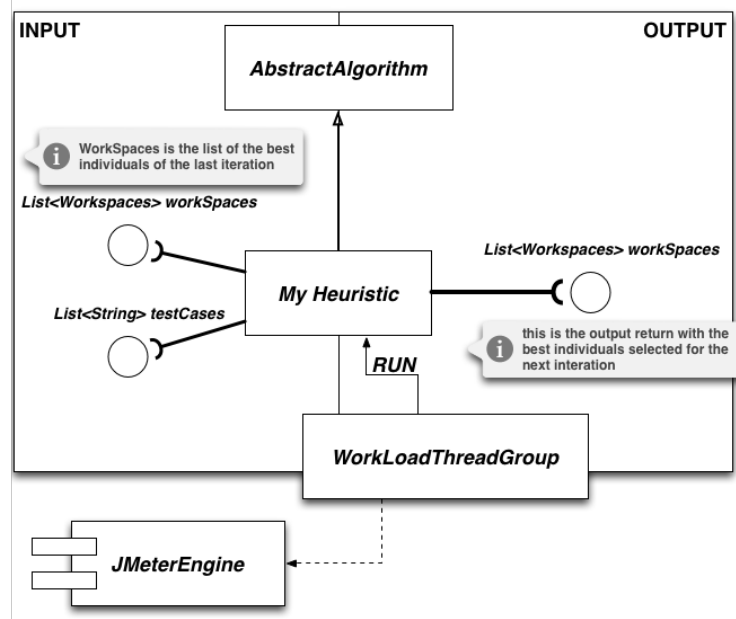 INPUT
OUTPUT
AbstractAlgorithm
WorkSpaces is the list of the best
individuals of the last iteration
List<Workspaces> workSpaces
List<Workspaces> workSpaces
My Heuristic
List<String> testCases
this is the output return with the
best individuals selected for the
next interation
RUN
WorkLoadThreadGroup
JMeterEngine